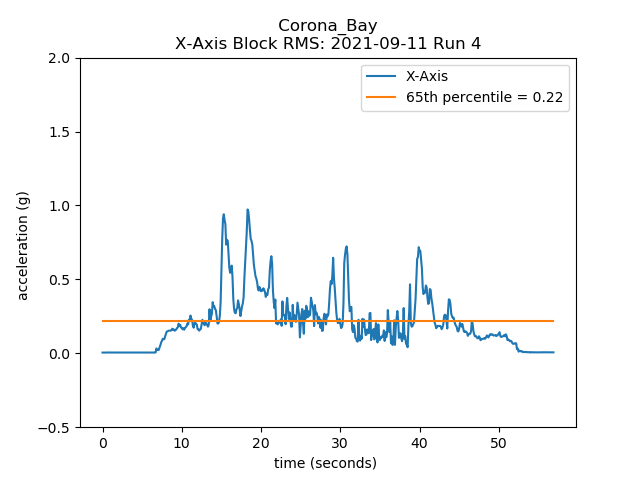 Corona_Bay
X-Axis Block RMS: 2021-09-11 Run 4
X-Axis
65th percentile = 0.22
2.0
1.5
1.0
0.5
0.0
−0.5
acceleration (g)
0 10 20 30 40 50
time (seconds)